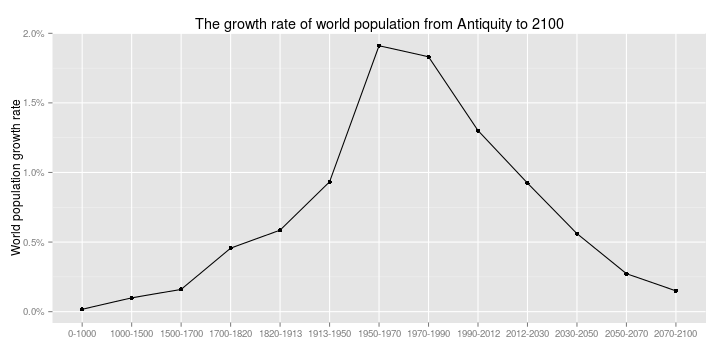 The growth rate of world population from Antiquity to 2100
World population growth rate
2.0%
1.5%
1.0%
0.5%
0.0%
0-1000 1000-1500 1500-1700 1700-1820 1820-1913 1913-1950 1950-1970 1970-1990 1990-2012 2012-2030 2030-2050 2050-2070 2070-2100